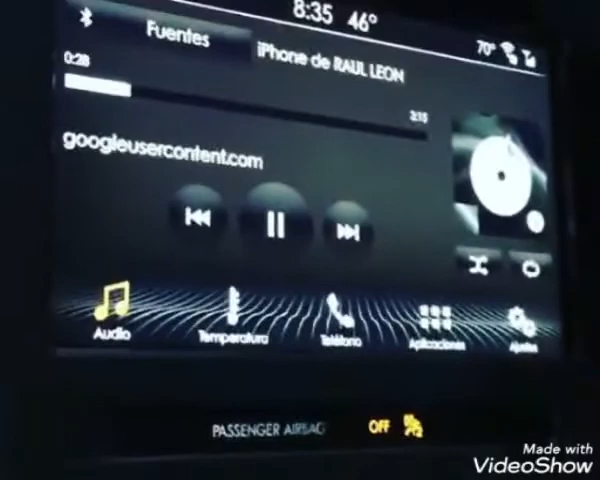 8:35 46°
70°
Fuentes
iPhone de RAUL LEON
0:28
3:15
googleusercontent.com
Audio
Temperatura
Teléfono
Aplicaciones
Ajustes
PASSENGER AIRBAG OFF
Made with
VideoShow